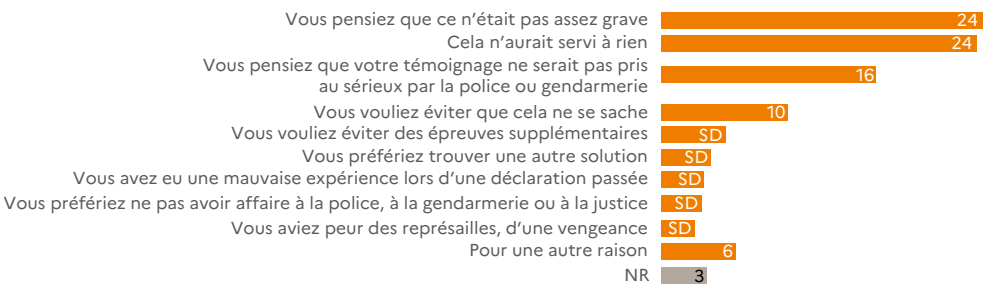 Vous pensiez que ce n’était pas assez grave 24
Cela n’aurait servi à rien 24
Vous pensiez que votre témoignage ne serait pas pris
au sérieux par la police ou gendarmerie 16
Vous vouliez éviter que cela ne se sache 10
Vous vouliez éviter des épreuves supplémentaires SD
Vous préfériez trouver une autre solution SD
Vous avez eu une mauvaise expérience lors d’une déclaration passée SD
Vous préfériez ne pas avoir affaire à la police, à la gendarmerie ou à la justice SD
Vous aviez peur des représailles, d’une vengeance SD
Pour une autre raison 6
NR 3